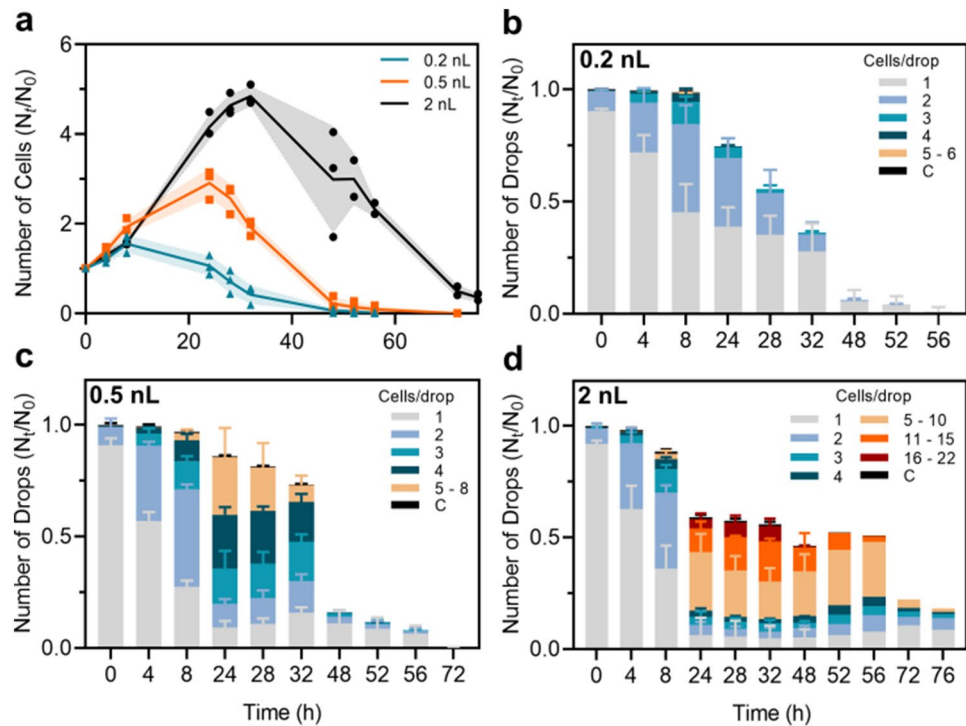 a
Number of Cells (Nt/N0)
6
4
2
0
0 20 40 60
0.2 nL
0.5 nL
2 nL
b
Number of Drops (Nt/N0)
1.0
0.5
0.0
0.2 nL
Cells/drop
1
2
3
4
5 - 6
C
0 4 8 24 28 32 48 52 56
c
Number of Drops (Nt/N0)
1.0
0.5
0.0
0.5 nL
Cells/drop
1
2
3
4
5 - 8
C
0 4 8 24 28 32 48 52 56 72
Time (h)
d
Number of Drops (Nt/N0)
1.0
0.5
0.0
2 nL
Cells/drop
1 5 - 10
2 11 - 15
3 16 - 22
4 C
0 4 8 24 28 32 48 52 56 72 76
Time (h)